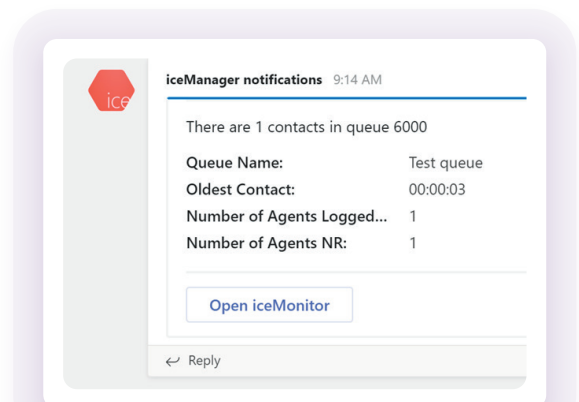 ice
iceManager notifications 9:14 AM
There are 1 contacts in queue 6000
Queue Name: Test queue
Oldest Contact: 00:00:03
Number of Agents Logged... 1
Number of Agents NR: 1
Open iceMonitor
Reply